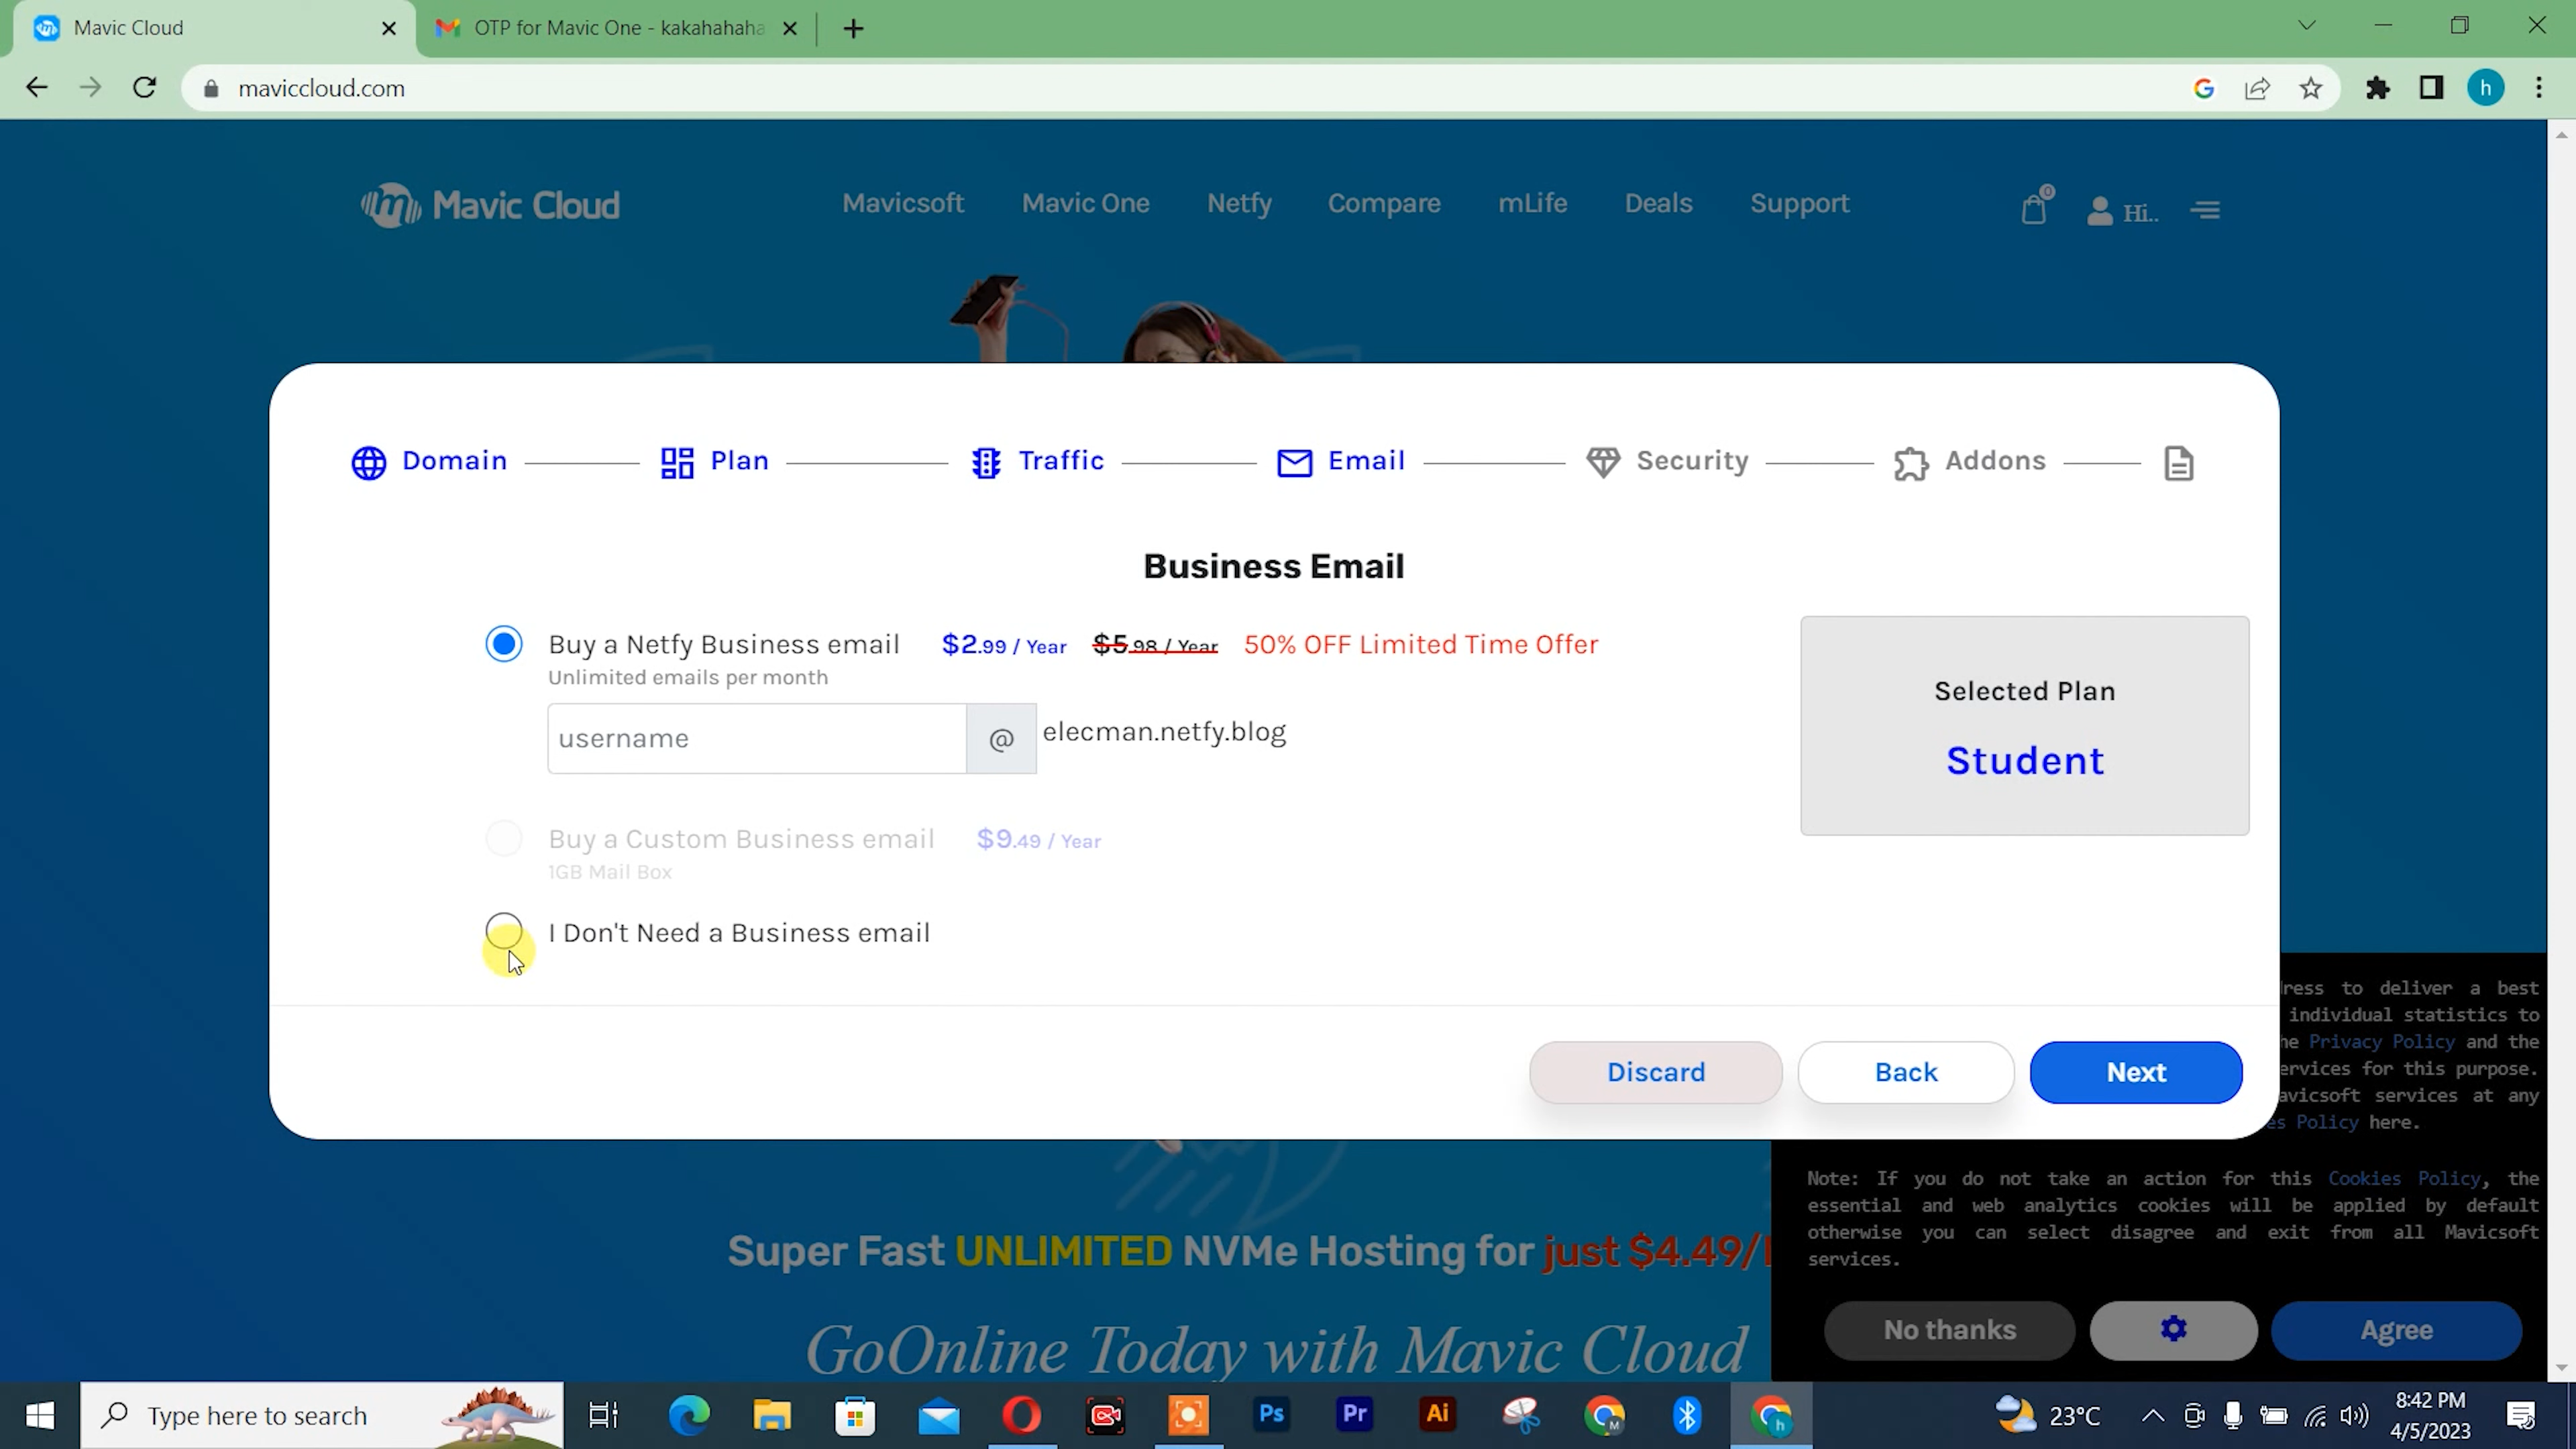 Mavic Cloud
OTP for Mavic One - kakahahaha
maviccloud.com
h
Mavic Cloud
Mavicsoft
Mavic One
Netfy
Compare
mLife
Deals
Support
0
Hi..
Domain
Plan
Traffic
Email
Security
Addons
Business Email
Buy a Netfy Business email $2.99 / Year $5.98 / Year 50% OFF Limited Time Offer
Unlimited emails per month
username @ elecman.netfy.blog
Selected Plan
Student
Buy a Custom Business email $9.49 / Year
1GB Mail Box
I Don't Need a Business email
Discard
Back
Next
to deliver a best
individual statistics to
Privacy Policy and the
for this purpose.
services at any
Policy here.
Note: If you do not take an action for this Cookies Policy, the
essential and web analytics cookies will be applied by default
otherwise you can select disagree and exit from all Mavicsoft
services.
No thanks
Agree
Super Fast UNLIMITED NVMe Hosting for just $4.49/
GoOnline Today with Mavic Cloud
Type here to search
Ps
Pr
Ai
M
h
23°C
8:42 PM
4/5/2023